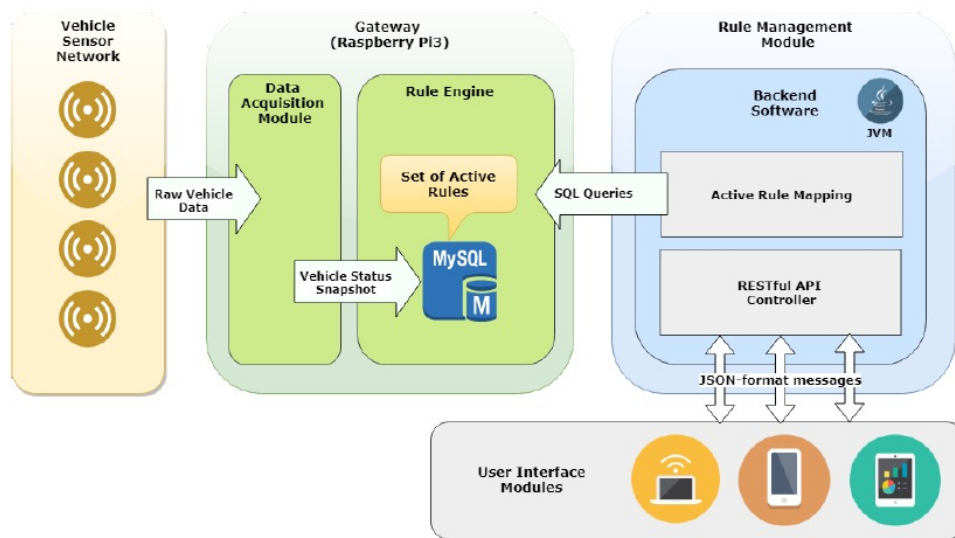 Vehicle
Sensor
Network
Gateway
(Raspberry Pi3)
Data
Acquisition
Module
Rule Engine
Set of Active
Rules
Raw Vehicle
Data
Vehicle Status
Snapshot
MySQL
M
SQL Queries
Rule Management
Module
Backend
Software
JVM
Active Rule Mapping
RESTful API
Controller
JSON-format messages
User Interface
Modules